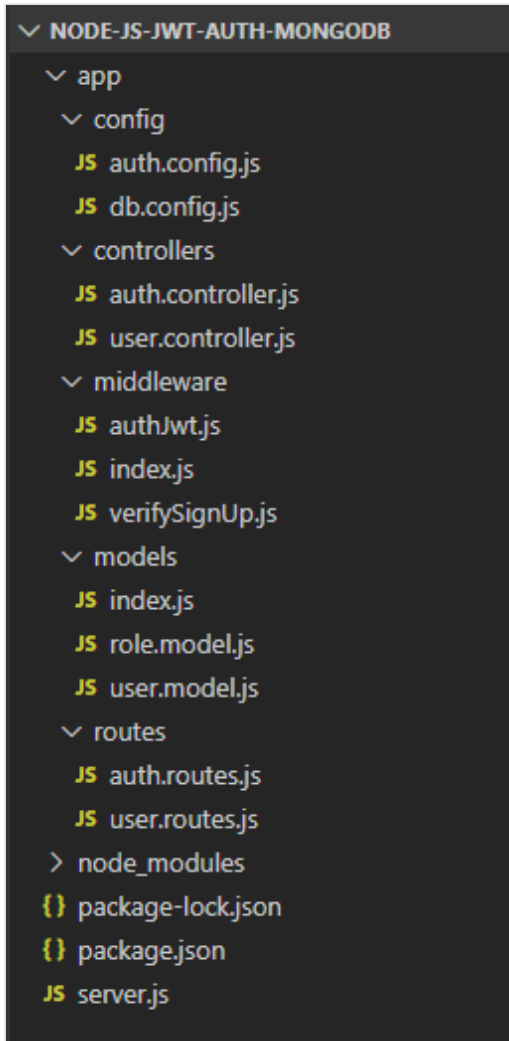 NODE-JS-JWT-AUTH-MONGODB
app
config
JS auth.config.js
JS db.config.js
controllers
JS auth.controller.js
JS user.controller.js
middleware
JS authJwt.js
JS index.js
JS verifySignUp.js
models
JS index.js
JS role.model.js
JS user.model.js
routes
JS auth.routes.js
JS user.routes.js
node_modules
{} package-lock.json
{} package.json
JS server.js